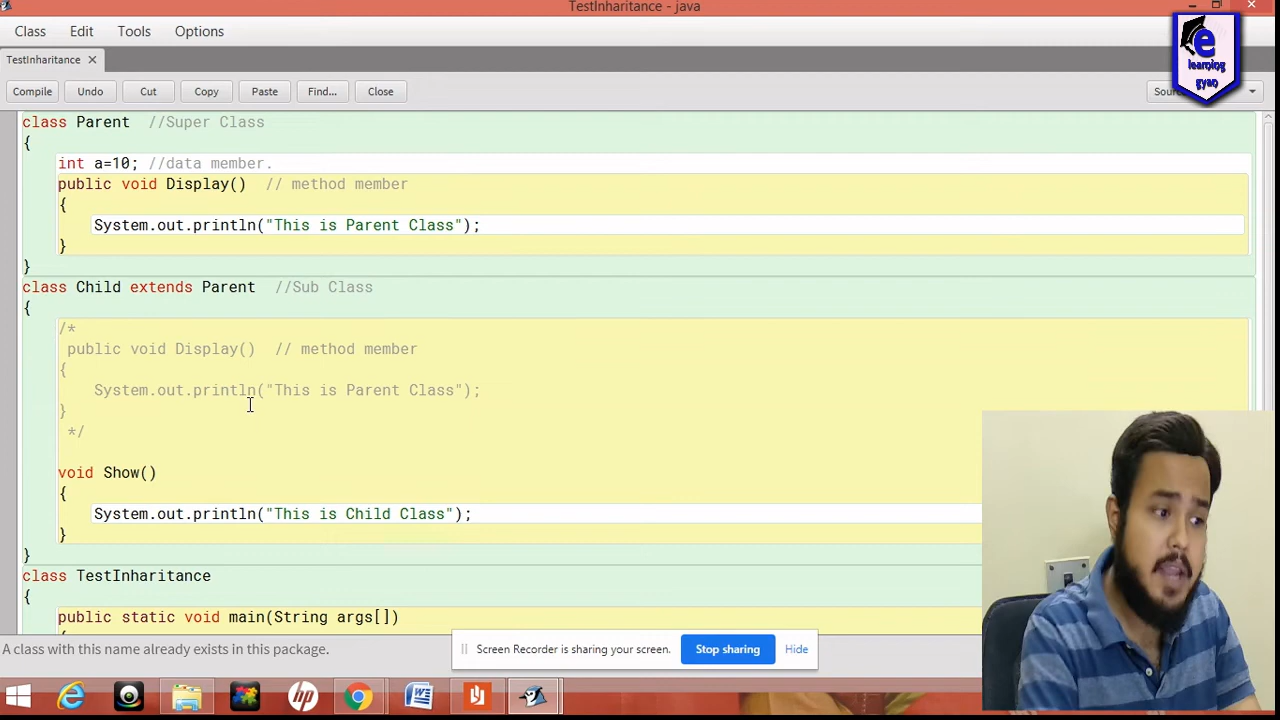 TestInharitance - java
Class Edit Tools Options
TestInharitance
Compile Undo Cut Copy Paste Find... Close
e
learning
gyan
class Parent //Super Class
{
int a=10; //data member.
public void Display() // method member
{
System.out.println("This is Parent Class");
}
}
class Child extends Parent //Sub Class
{
/*
public void Display() // method member
{
System.out.println("This is Parent Class");
}
*/
void Show()
{
System.out.println("This is Child Class");
}
}
class TestInharitance
{
public static void main(String args[])
A class with this name already exists in this package.
Screen Recorder is sharing your screen. Stop sharing Hide